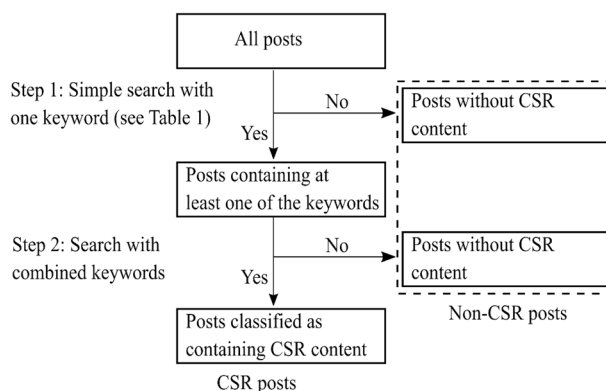 All posts
Step 1: Simple search with
one keyword (see Table 1)
No
Posts without CSR
content
Yes
Posts containing at
least one of the keywords
Step 2: Search with
combined keywords
No
Posts without CSR
content
Yes
Non-CSR posts
Posts classified as
containing CSR content
CSR posts